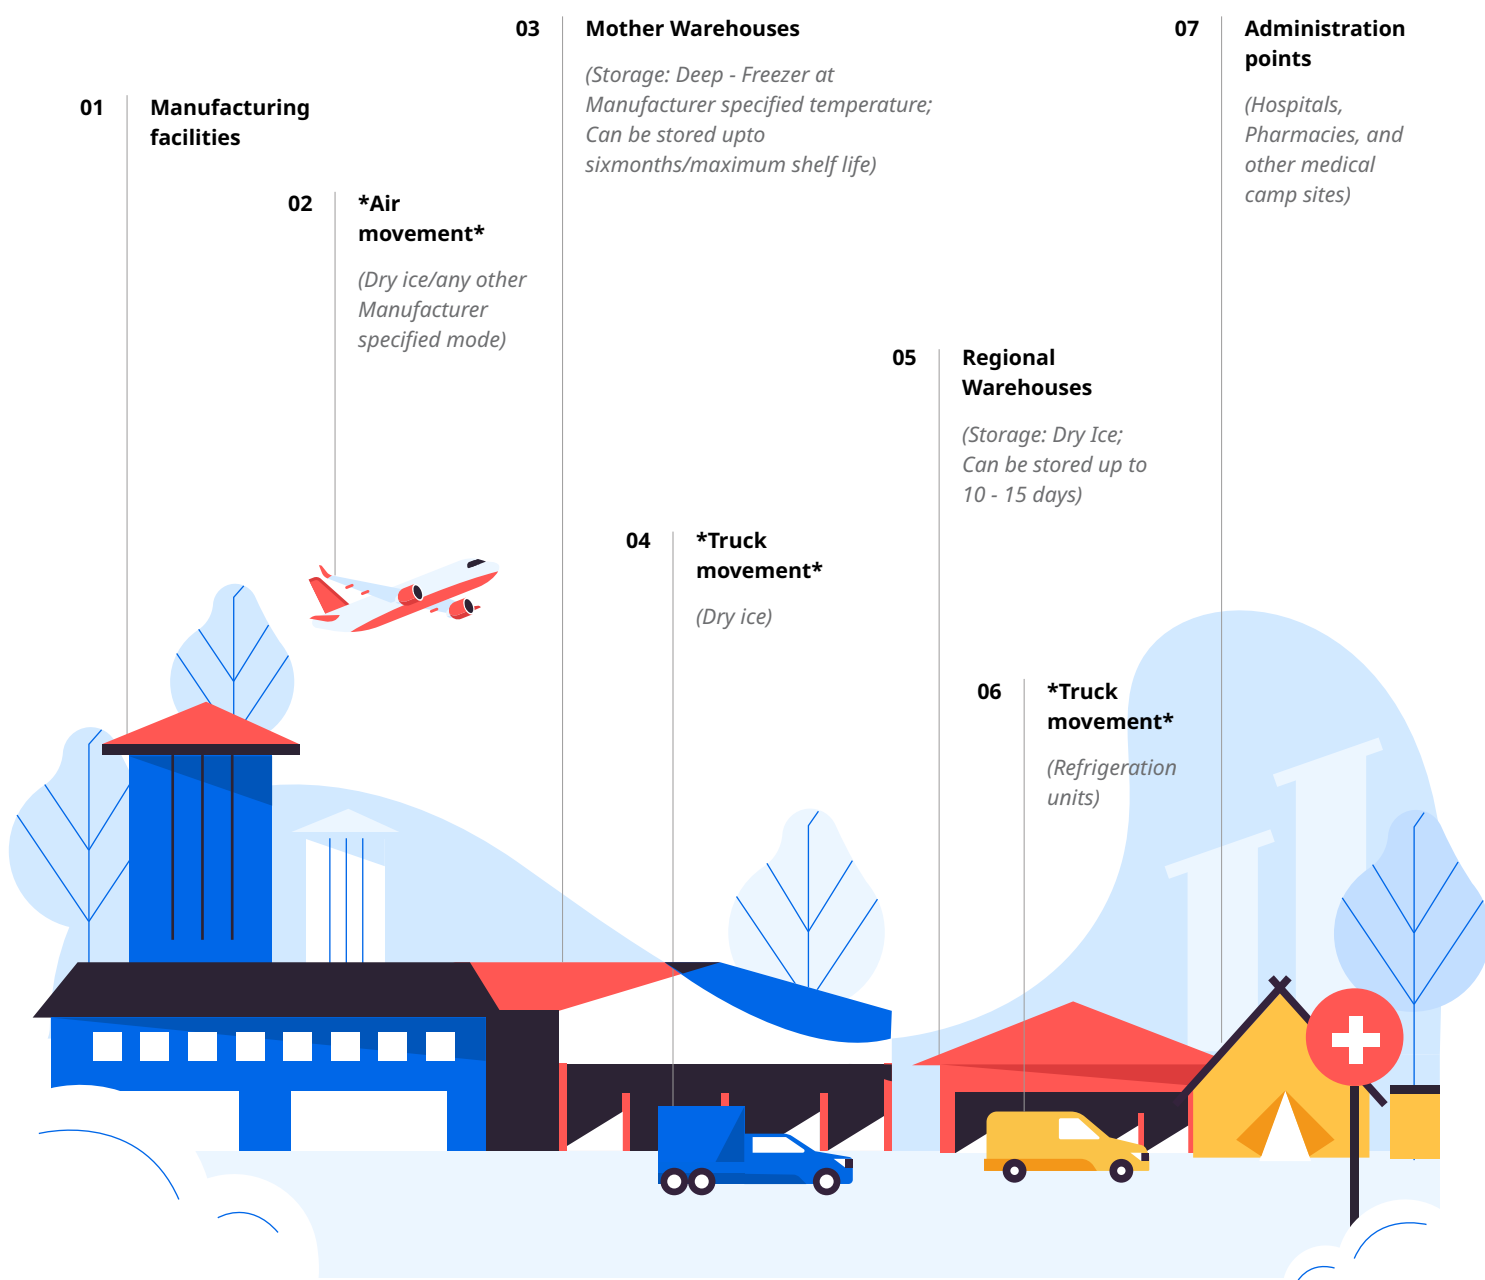 01
Manufacturing
facilities
02
*Air
movement*
(Dry ice/any other
Manufacturer
specified mode)
03
Mother Warehouses
(Storage: Deep - Freezer at
Manufacturer specified temperature;
Can be stored upto
sixmonths/maximum shelf life)
04
*Truck
movement*
(Dry ice)
05
Regional
Warehouses
(Storage: Dry Ice;
Can be stored up to
10 - 15 days)
06
*Truck
movement*
(Refrigeration
units)
07
Administration
points
(Hospitals,
Pharmacies, and
other medical
camp sites)